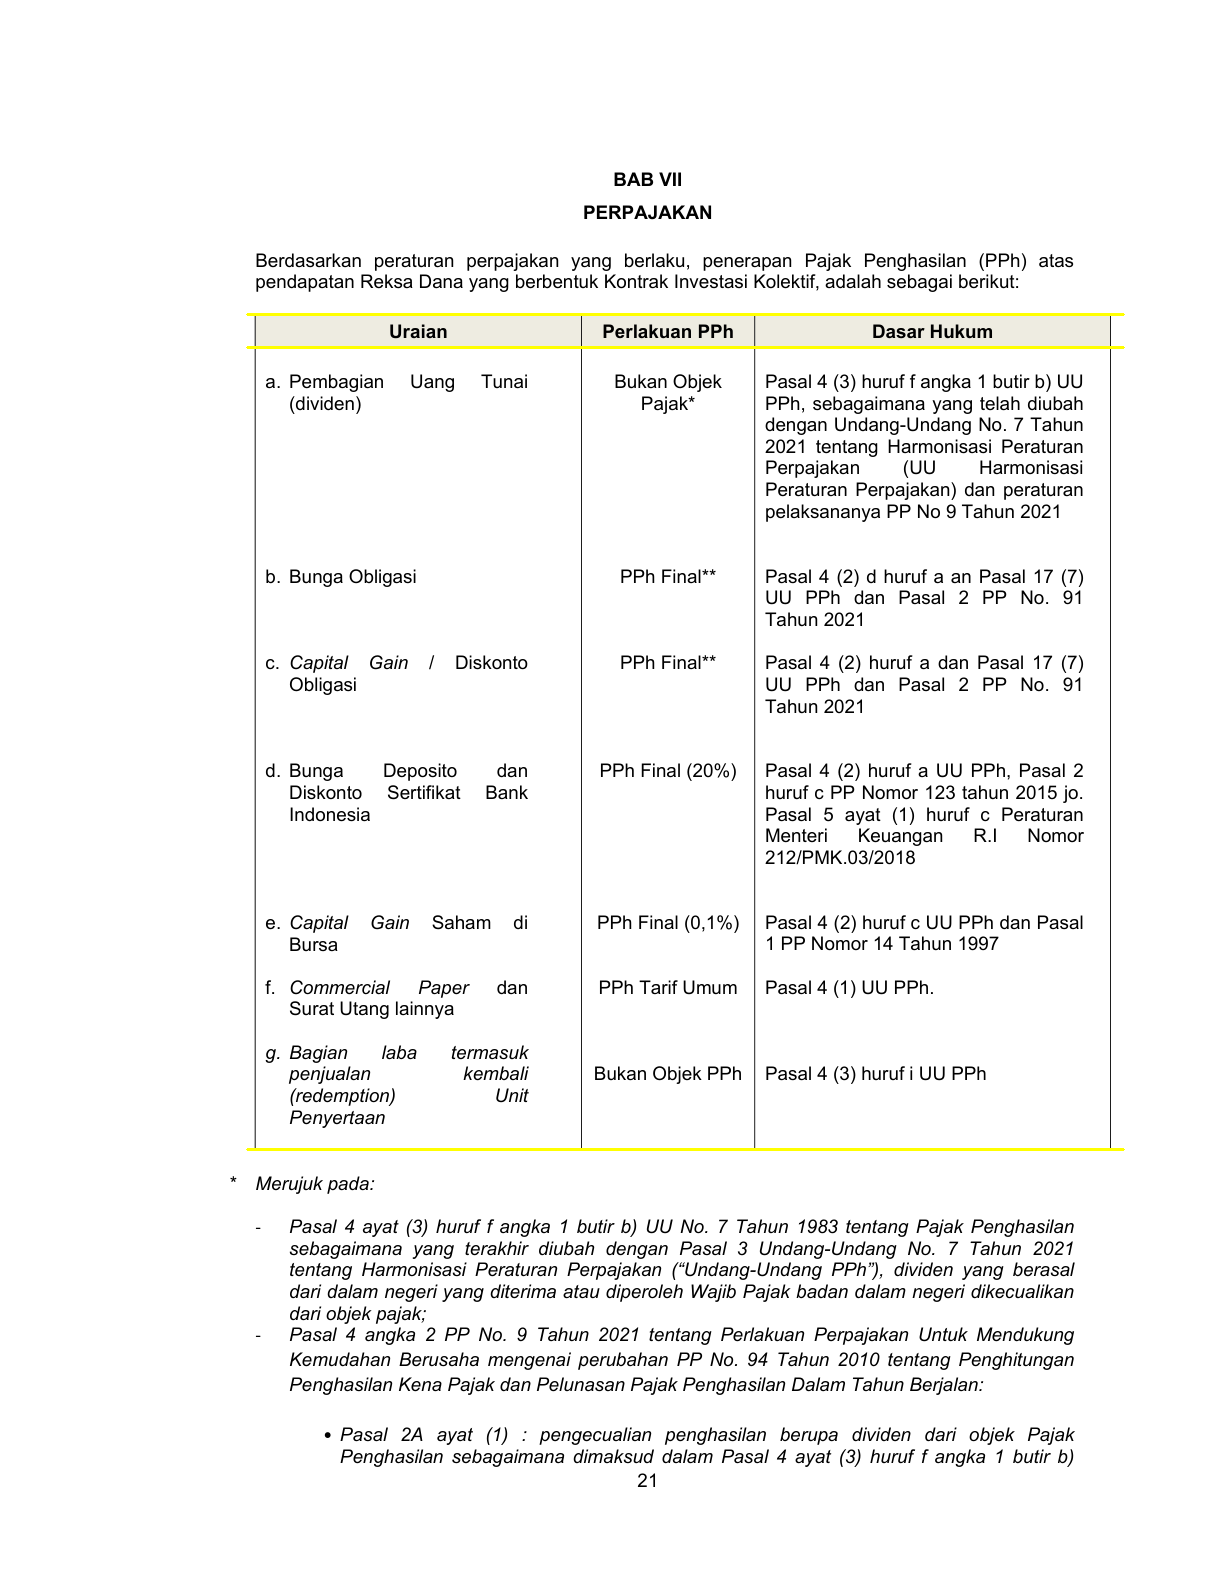 BAB VII
PERPAJAKAN
Berdasarkan peraturan perpajakan yang berlaku, penerapan Pajak Penghasilan (PPh) atas
pendapatan Reksa Dana yang berbentuk Kontrak Investasi Kolektif, adalah sebagai berikut:
Uraian Perlakuan PPh Dasar Hukum
a. Pembagian Uang Tunai
(dividen)
Bukan Objek
Pajak*
Pasal 4 (3) huruf f angka 1 butir b) UU
PPh, sebagaimana yang telah diubah
dengan Undang-Undang No. 7 Tahun
2021 tentang Harmonisasi Peraturan
Perpajakan (UU Harmonisasi
Peraturan Perpajakan) dan peraturan
pelaksananya PP No 9 Tahun 2021
b. Bunga Obligasi
PPh Final**
Pasal 4 (2) d huruf a an Pasal 17 (7)
UU PPh dan Pasal 2 PP No. 91
Tahun 2021
c. Capital Gain / Diskonto
Obligasi
PPh Final**
Pasal 4 (2) huruf a dan Pasal 17 (7)
UU PPh dan Pasal 2 PP No. 91
Tahun 2021
d. Bunga Deposito dan
Diskonto Sertifikat Bank
Indonesia
PPh Final (20%)
Pasal 4 (2) huruf a UU PPh, Pasal 2
huruf c PP Nomor 123 tahun 2015 jo.
Pasal 5 ayat (1) huruf c Peraturan
Menteri Keuangan R.I Nomor
212/PMK.03/2018
e. Capital Gain Saham di
Bursa
PPh Final (0,1%)
Pasal 4 (2) huruf c UU PPh dan Pasal
1 PP Nomor 14 Tahun 1997
f. Commercial Paper dan
Surat Utang lainnya
PPh Tarif Umum
Pasal 4 (1) UU PPh.
g. Bagian laba termasuk
penjualan kembali
(redemption) Unit
Penyertaan
Bukan Objek PPh
Pasal 4 (3) huruf i UU PPh
* Merujuk pada:
- Pasal 4 ayat (3) huruf f angka 1 butir b) UU No. 7 Tahun 1983 tentang Pajak Penghasilan
sebagaimana yang terakhir diubah dengan Pasal 3 Undang-Undang No. 7 Tahun 2021
tentang Harmonisasi Peraturan Perpajakan (“Undang-Undang PPh”), dividen yang berasal
dari dalam negeri yang diterima atau diperoleh Wajib Pajak badan dalam negeri dikecualikan
dari objek pajak;
- Pasal 4 angka 2 PP No. 9 Tahun 2021 tentang Perlakuan Perpajakan Untuk Mendukung
Kemudahan Berusaha mengenai perubahan PP No. 94 Tahun 2010 tentang Penghitungan
Penghasilan Kena Pajak dan Pelunasan Pajak Penghasilan Dalam Tahun Berjalan:
• Pasal 2A ayat (1) : pengecualian penghasilan berupa dividen dari objek Pajak
Penghasilan sebagaimana dimaksud dalam Pasal 4 ayat (3) huruf f angka 1 butir b)
21